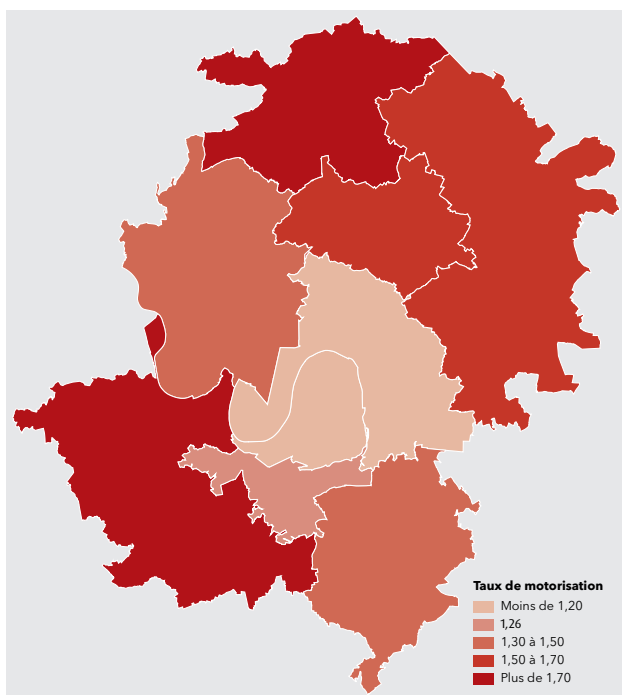 Taux de motorisation
Moins de 1,20
1,26
1,30 à 1,50
1,50 à 1,70
Plus de 1,70